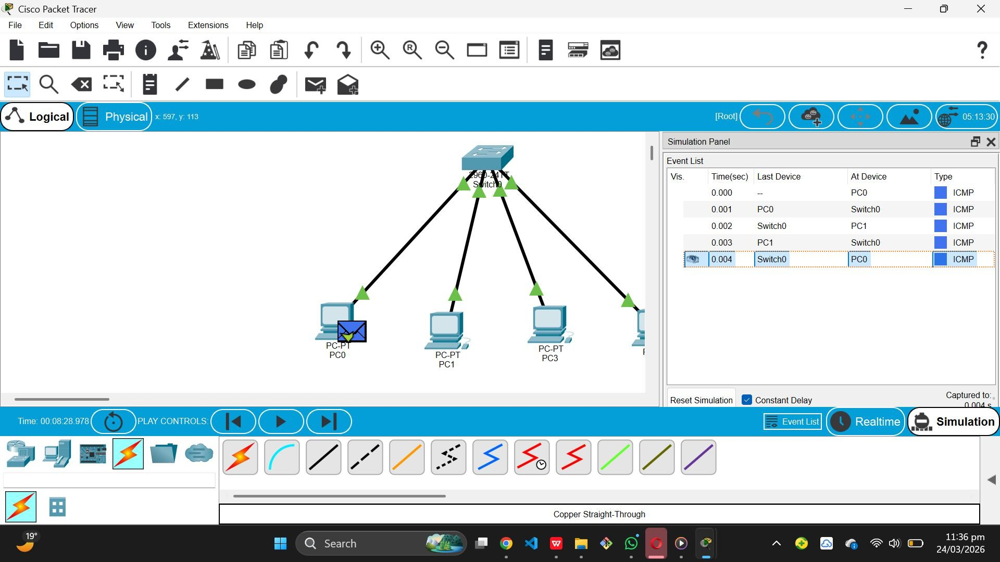 Cisco Packet Tracer
File Edit Options View Tools Extensions Help
Logical Physical x: 597, y: 113 [Root] 05:13:30
Simulation Panel
Event List
Vis. Time(sec) Last Device At Device Type
0.000 -- PC0 ICMP
0.001 PC0 Switch0 ICMP
0.002 Switch0 PC1 ICMP
0.003 PC1 Switch0 ICMP
0.004 Switch0 PC0 ICMP
2960-24TT
Switch0
PC-PT
PC0
PC-PT
PC1
PC-PT
PC3
Reset Simulation Constant Delay Captured to:
0.004 s
Time: 00:08:28.978 PLAY CONTROLS: Event List Realtime Simulation
Copper Straight-Through
19°
Search
11:36 pm
24/03/2026